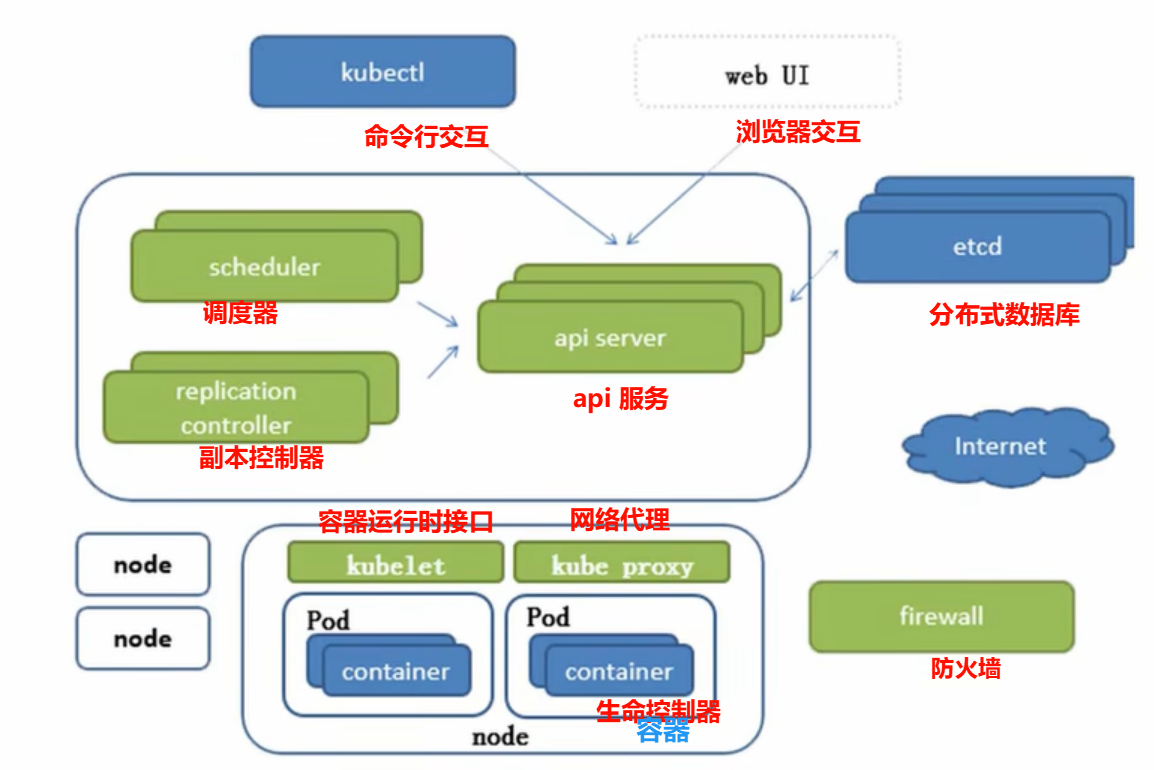 kubectl
web UI
命令行交互
浏览器交互
scheduler
调度器
etcd
分布式数据库
api server
api 服务
replication
controller
副本控制器
Internet
容器运行时接口
网络代理
node
kubelet
kube proxy
node
Pod
container
Pod
container
生命控制器
容器
node
firewall
防火墙